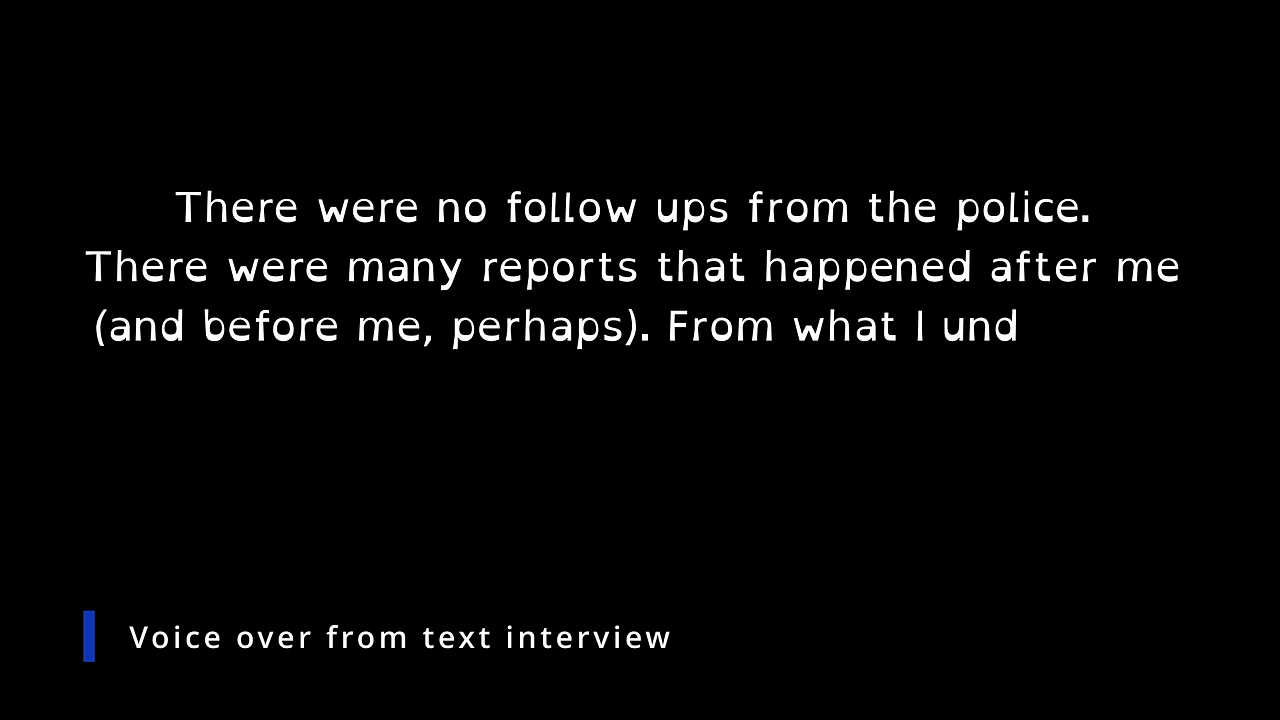 There were no follow ups from the police.
There were many reports that happened after me
(and before me, perhaps). From what I und
Voice over from text interview